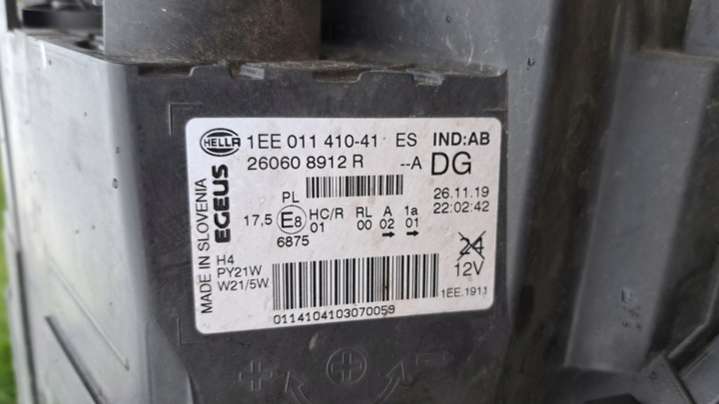 HELLA 1EE 011 410-41 ES IND:AB
26060 8912 R --A DG
MADE IN SLOVENIA
EGEUS
PL
26.11.19
22:02:42
17,5 E8 HC/R RL A 1a
01 00 02 01
6875
H4
PY21W
W21/5W
24
12V
1EE.1911
0114104103070059